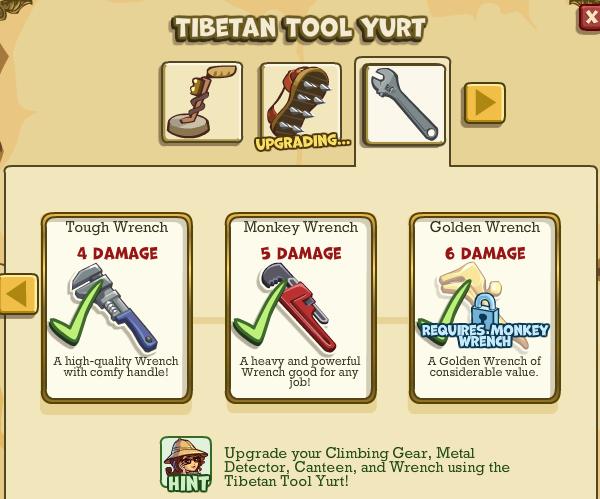 TIBETAN TOOL YURT
UPGRADING...
Tough Wrench
4 DAMAGE
A high-quality Wrench
with comfy handle!
Monkey Wrench
5 DAMAGE
A heavy and powerful
Wrench good for any
job!
Golden Wrench
6 DAMAGE
REQUIRES MONKEY
WRENCH
A Golden Wrench of
considerable value.
HINT
Upgrade your Climbing Gear, Metal
Detector, Canteen, and Wrench using the
Tibetan Tool Yurt!